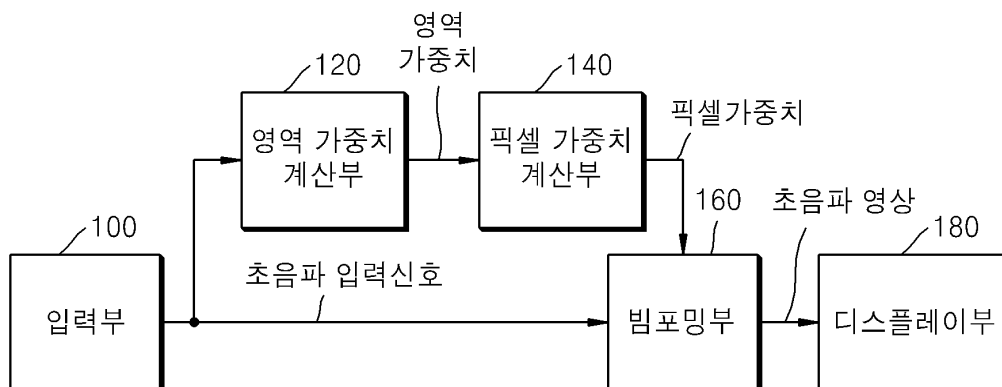 영역
가중치
120
140
영역 가중치
계산부
픽셀 가중치
계산부
픽셀가중치
100
160
초음파 영상
180
초음파 입력신호
입력부
빔포밍부
디스플레이부